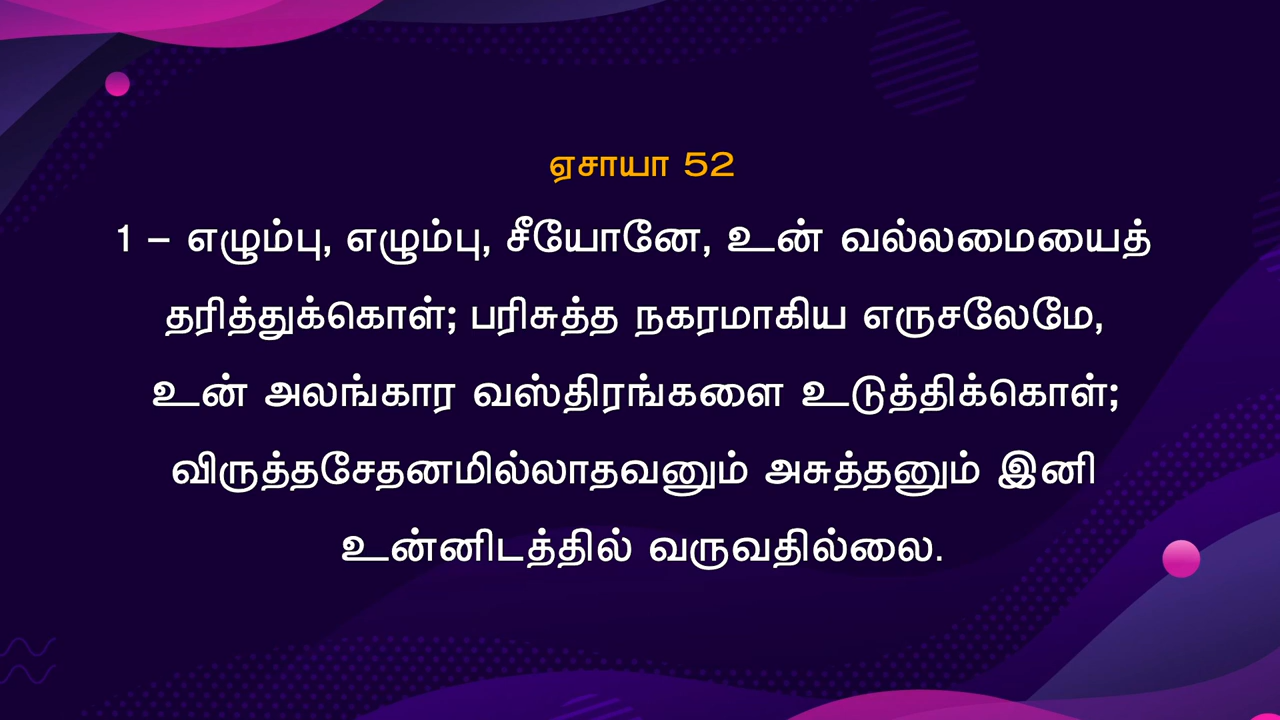 ஏசாயா 52
1 – எழும்பு, எழும்பு, சீயோனே, உன் வல்லமையைத்
தரித்துக்கொள்; பரிசுத்த நகரமாகிய எருசலேமே,
உன் அலங்கார வஸ்திரங்களை உடுத்திக்கொள்;
விருத்தசேதனமில்லாதவனும் அசுத்தனும் இனி
உன்னிடத்தில் வருவதில்லை.